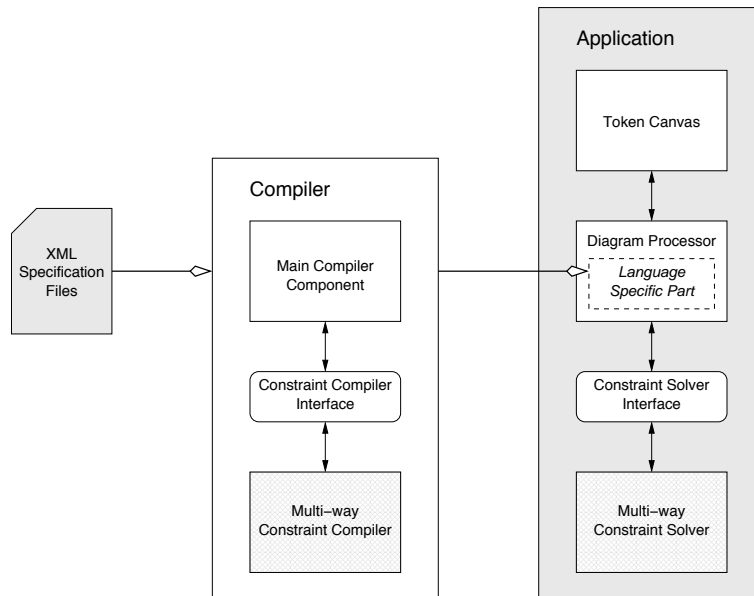 Application
Token Canvas
Compiler
XML
Specification
Files
Main Compiler
Component
Diagram Processor
Language
Specific Part
Constraint Compiler
Interface
Constraint Solver
Interface
Multi−way
Constraint Compiler
Multi−way
Constraint Solver